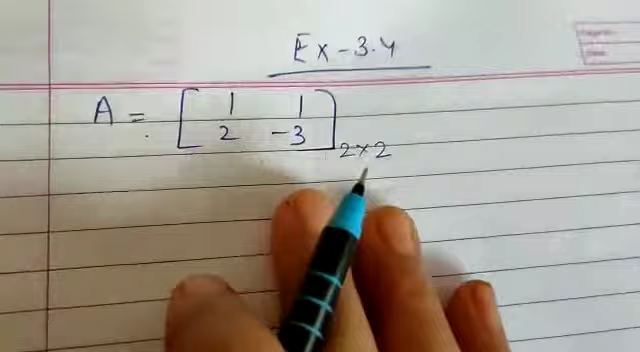 Ex-3.4
A = [ 1 1
2 -3 ] 2×2